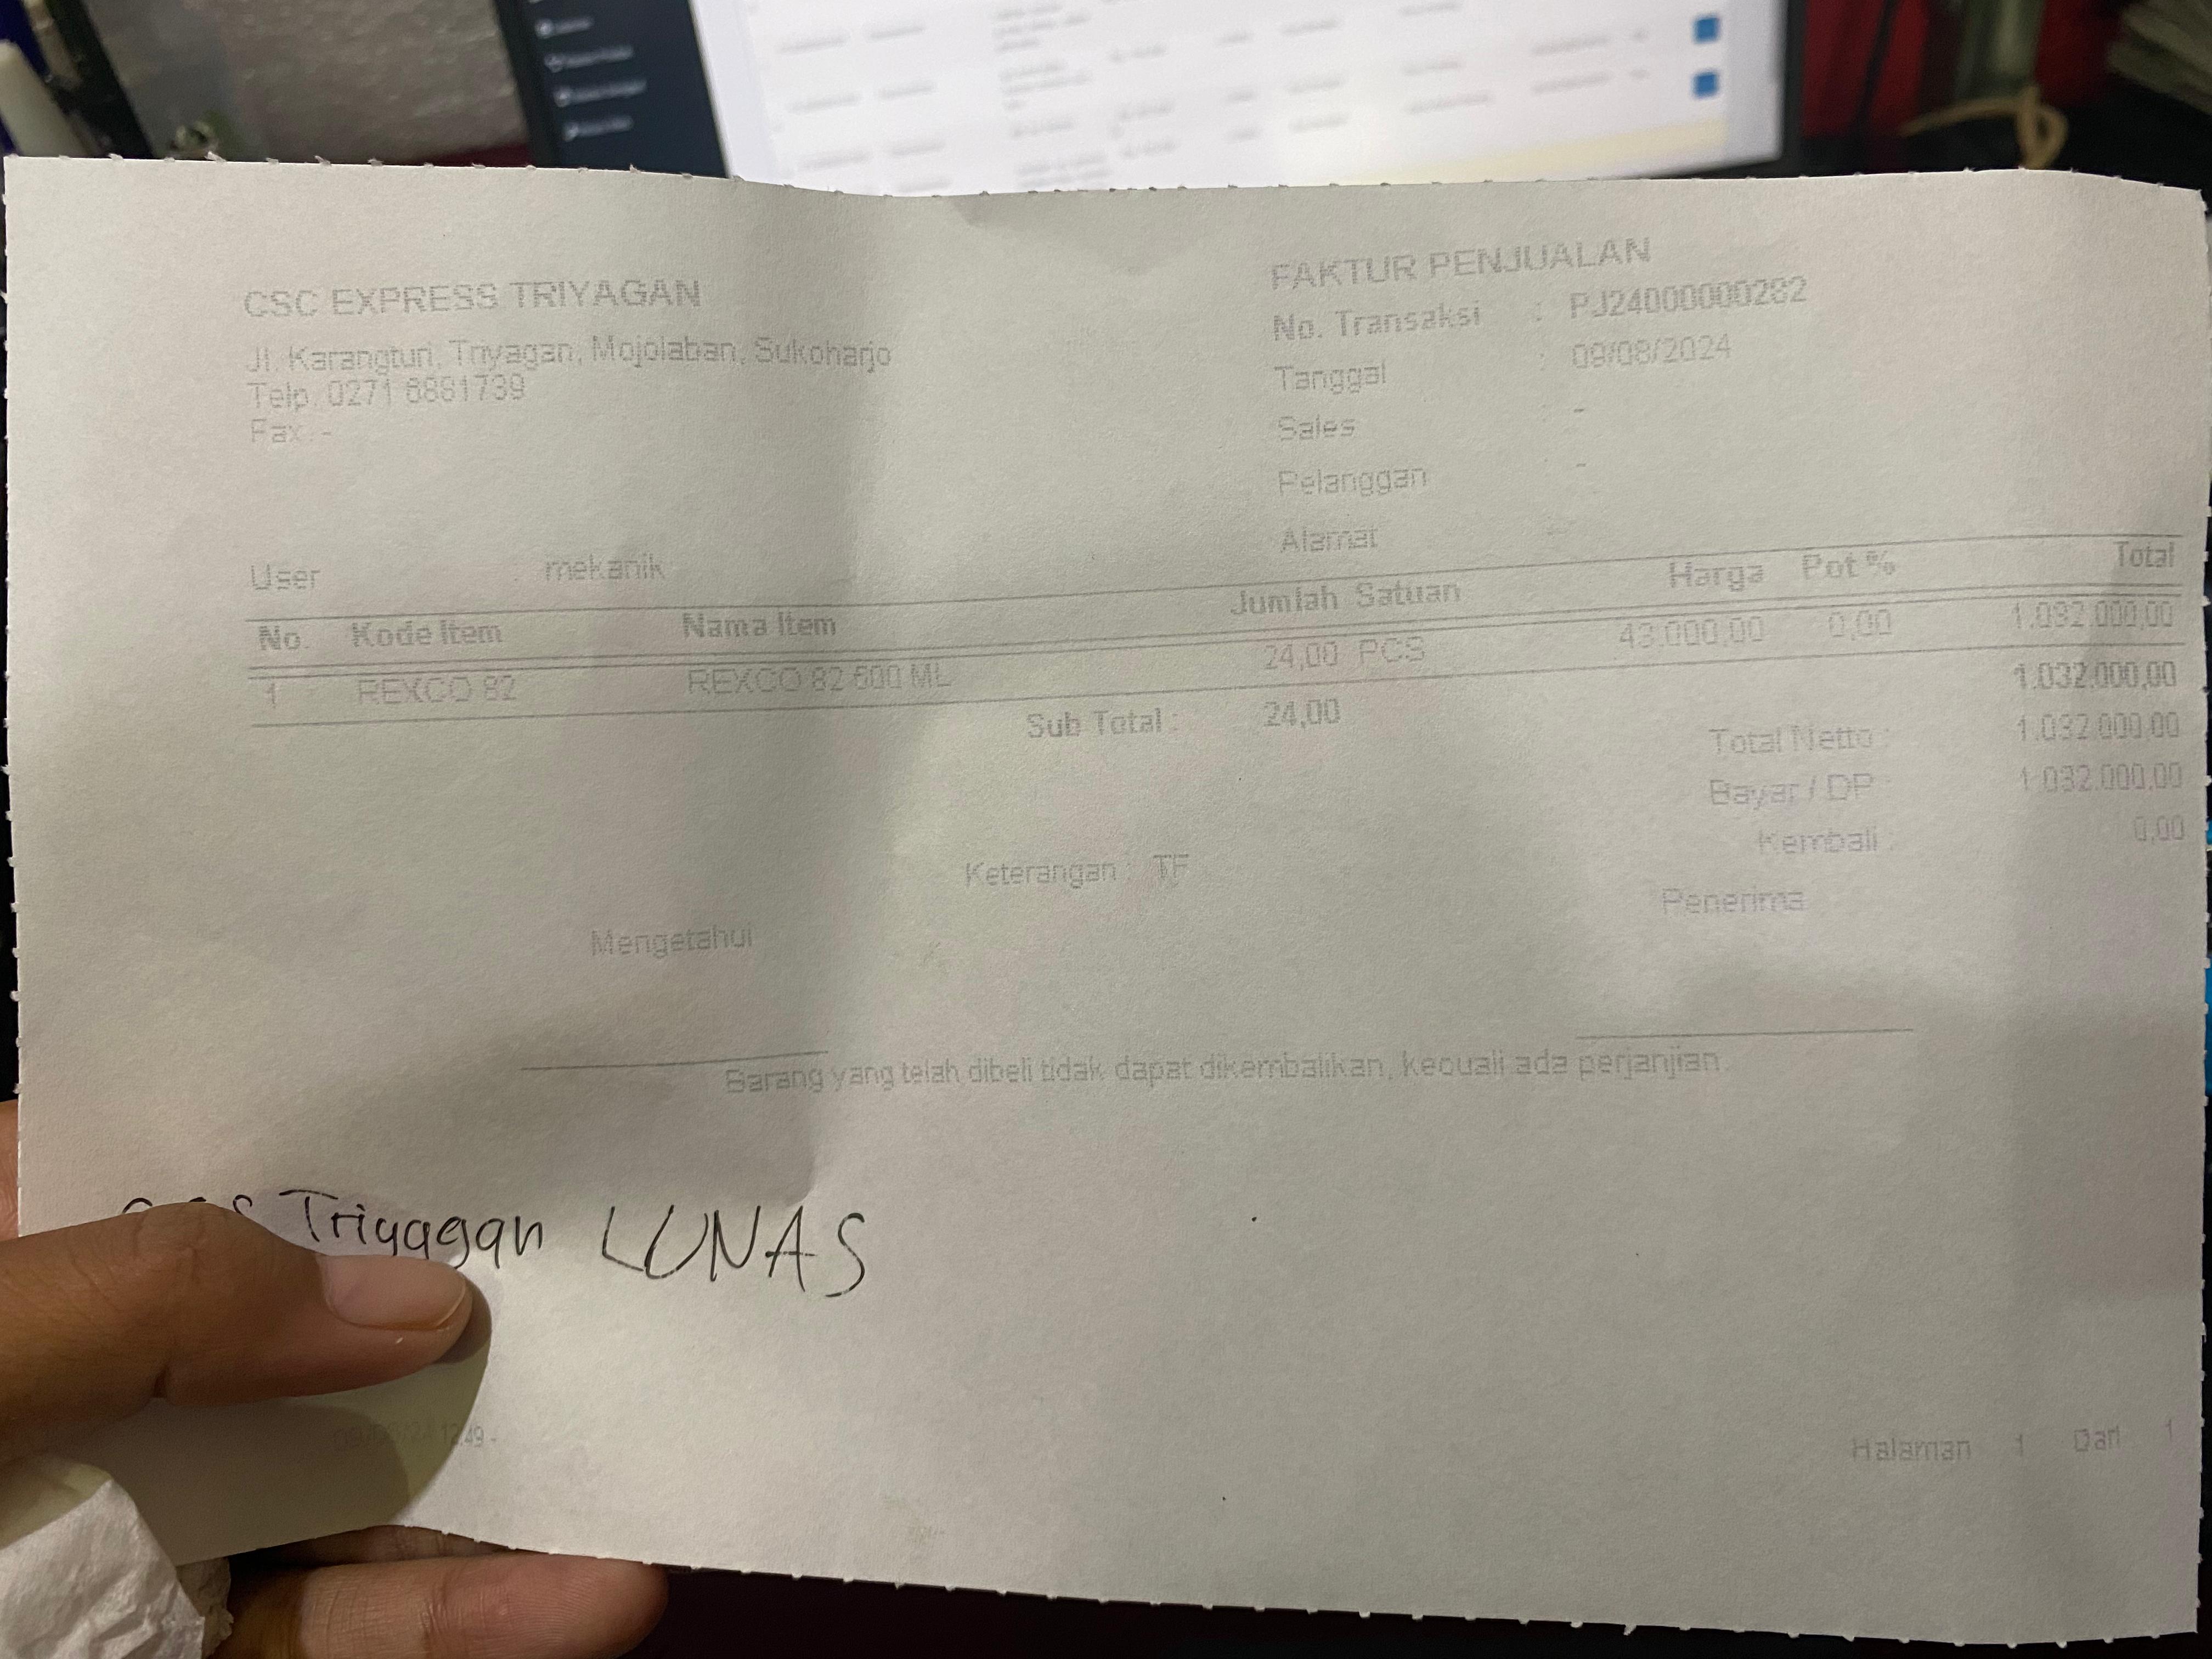 CSC EXPRESS TRIYAGAN
Jl. Karangturi, Triyagan, Mojolaban, Sukoharjo
Telp. 0271 6881739
Fax : -
FAKTUR PENJUALAN
No. Transaksi : PJ24000000282
Tanggal : 09/08/2024
Sales : -
Pelanggan : -
Alamat
User : mekanik
No. Kode Item Nama Item Jumlah Satuan Harga Pot % Total
1 REXCO 82 REXCO 82 500 ML 24,00 PCS 43.000,00 0,00 1.032.000,00
Sub Total : 24,00 1.032.000,00
Total Netto : 1.032.000,00
Bayar / DP : 1.032.000,00
Kembali : 0,00
Keterangan : TF
Mengetahui Penerima
Barang yang telah dibeli tidak dapat dikembalikan, kecuali ada perjanjian.
Triyagan LUNAS
12:49 -
Halaman 1 Dari 1